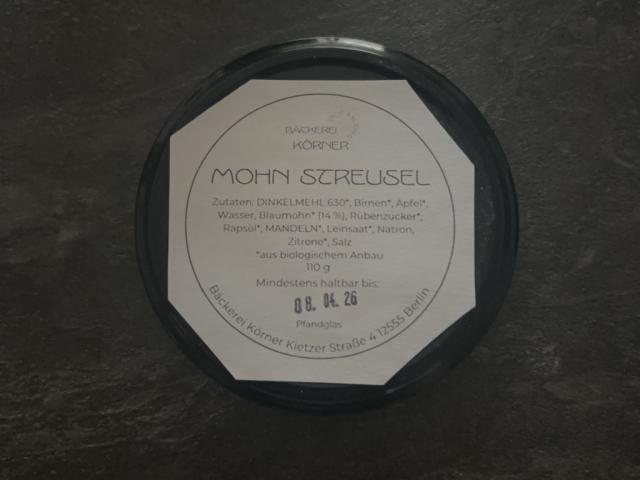 BÄCKEREI
KÖRNER
MOHN STREUSEL
Zutaten: DINKELMEHL 630*, Birnen*, Äpfel*,
Wasser, Blaumohn* (14 %), Rübenzucker*,
Rapsöl*, MANDELN*, Leinsaat*, Natron,
Zitrone*, Salz
*aus biologischem Anbau
110 g
Mindestens haltbar bis:
08. 04. 26
Pfandglas
Bäckerei Körner Kietzer Straße 4 12555 Berlin